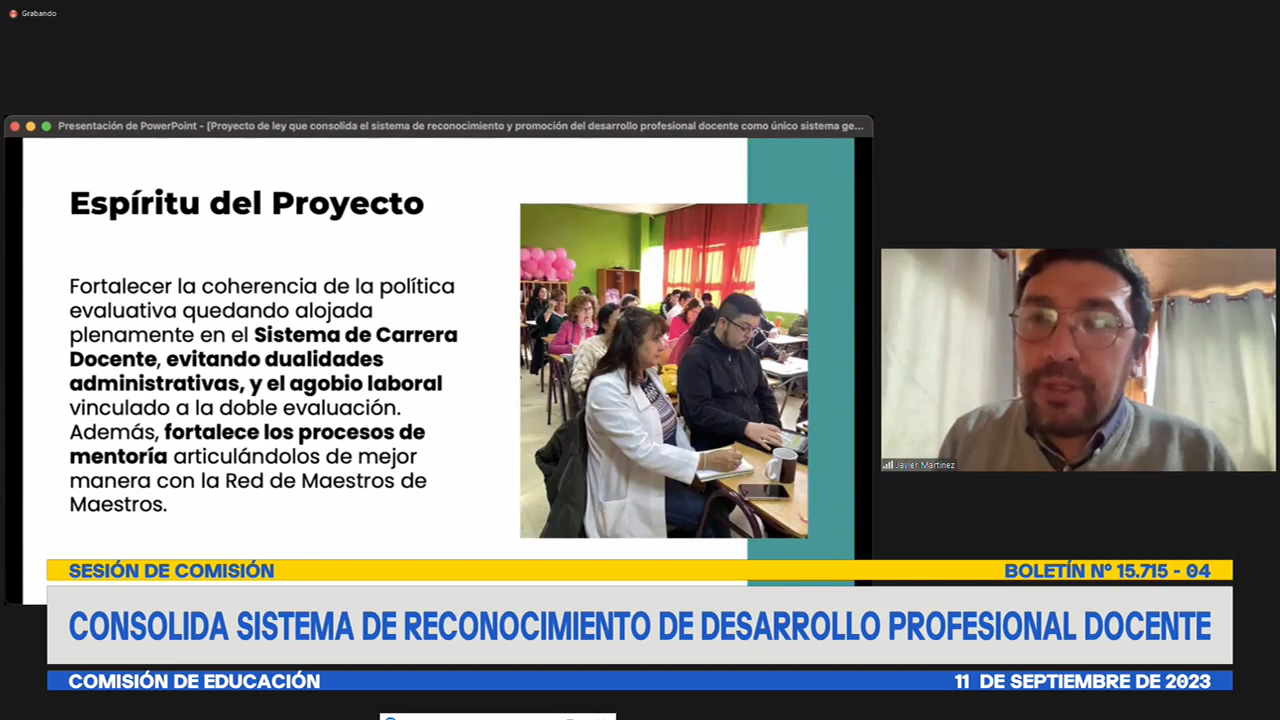 Grabando
Presentación de PowerPoint - [Proyecto de ley que consolida el sistema de reconocimiento y promoción del desarrollo profesional docente como único sistema ge...
Espíritu del Proyecto
Fortalecer la coherencia de la política
evaluativa quedando alojada
plenamente en el Sistema de Carrera
Docente, evitando dualidades
administrativas, y el agobio laboral
vinculado a la doble evaluación.
Además, fortalece los procesos de
mentoría articulándolos de mejor
manera con la Red de Maestros de
Maestros.
Javier Martinez
SESIÓN DE COMISIÓN
BOLETÍN Nº 15.715 - 04
CONSOLIDA SISTEMA DE RECONOCIMIENTO DE DESARROLLO PROFESIONAL DOCENTE
COMISIÓN DE EDUCACIÓN
11 DE SEPTIEMBRE DE 2023